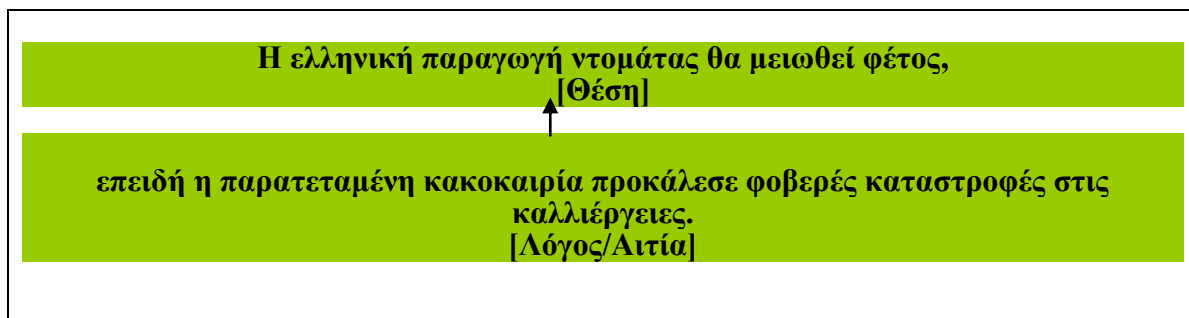 Η ελληνική παραγωγή ντομάτας θα μειωθεί φέτος,
[Θέση]
επειδή η παρατεταμένη κακοκαιρία προκάλεσε φοβερές καταστροφές στις
καλλιέργειες.
[Λόγος/Αιτία]